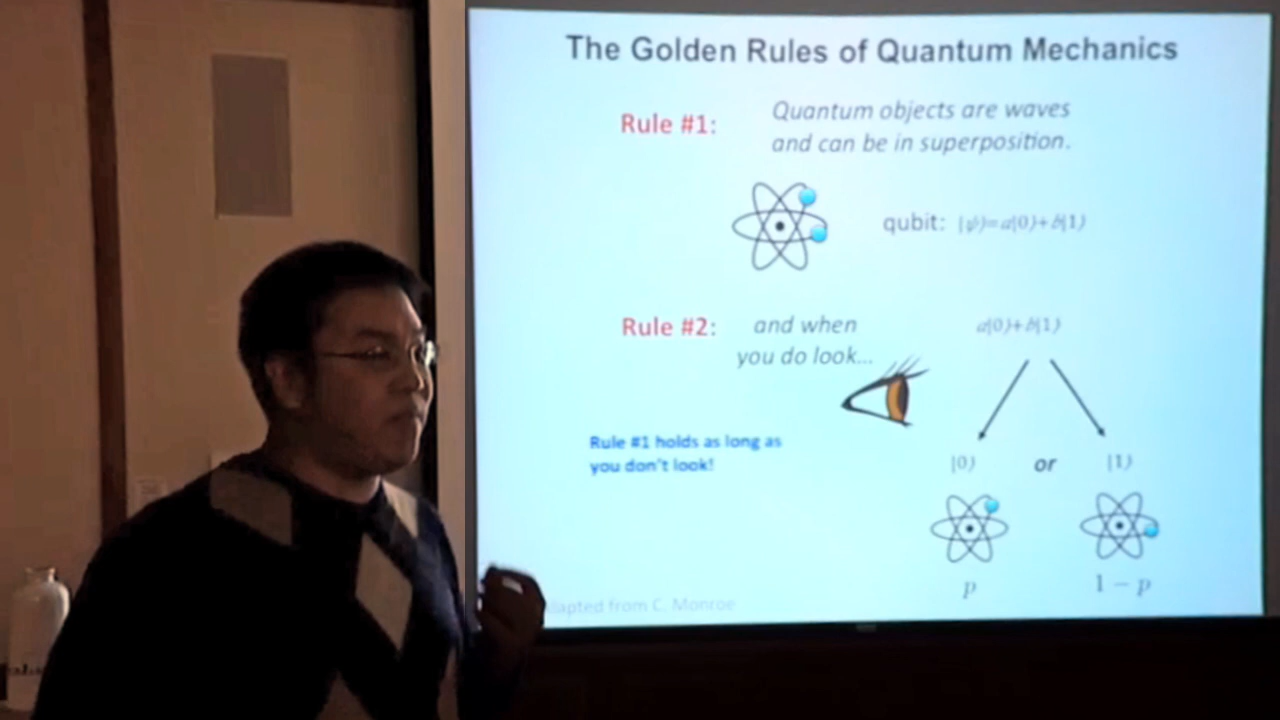 The Golden Rules of Quantum Mechanics
Rule #1:
Quantum objects are waves
and can be in superposition.
qubit: |ψ⟩=a|0⟩+b|1⟩
Rule #2:
and when
you do look...
a|0⟩+b|1⟩
Rule #1 holds as long as
you don't look!
|0⟩ or |1⟩
p
1 − p
adapted from C. Monroe